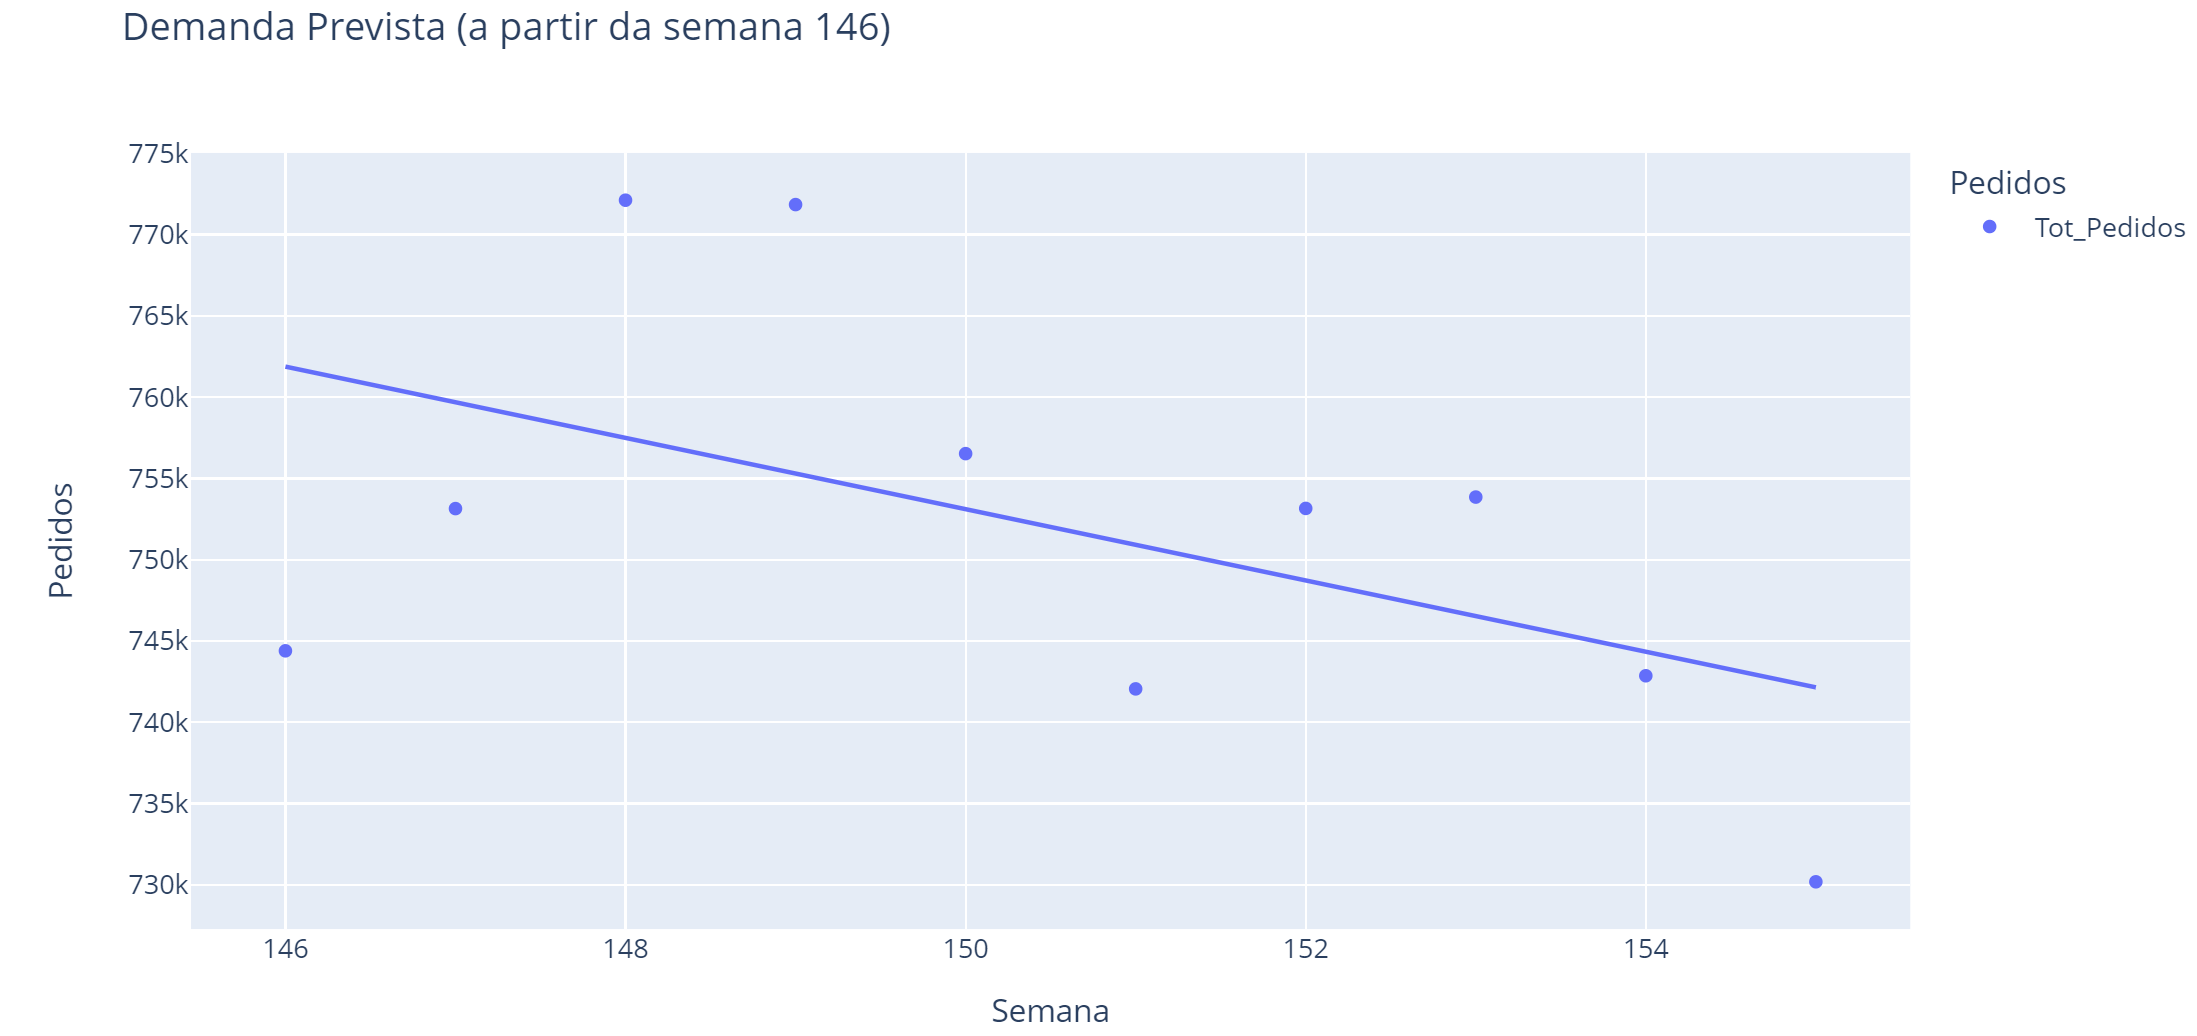 Demanda Prevista (a partir da semana 146)
775k
770k
765k
760k
755k
750k
745k
740k
735k
730k
Pedidos
146 148 150 152 154
Semana
Pedidos
Tot_Pedidos